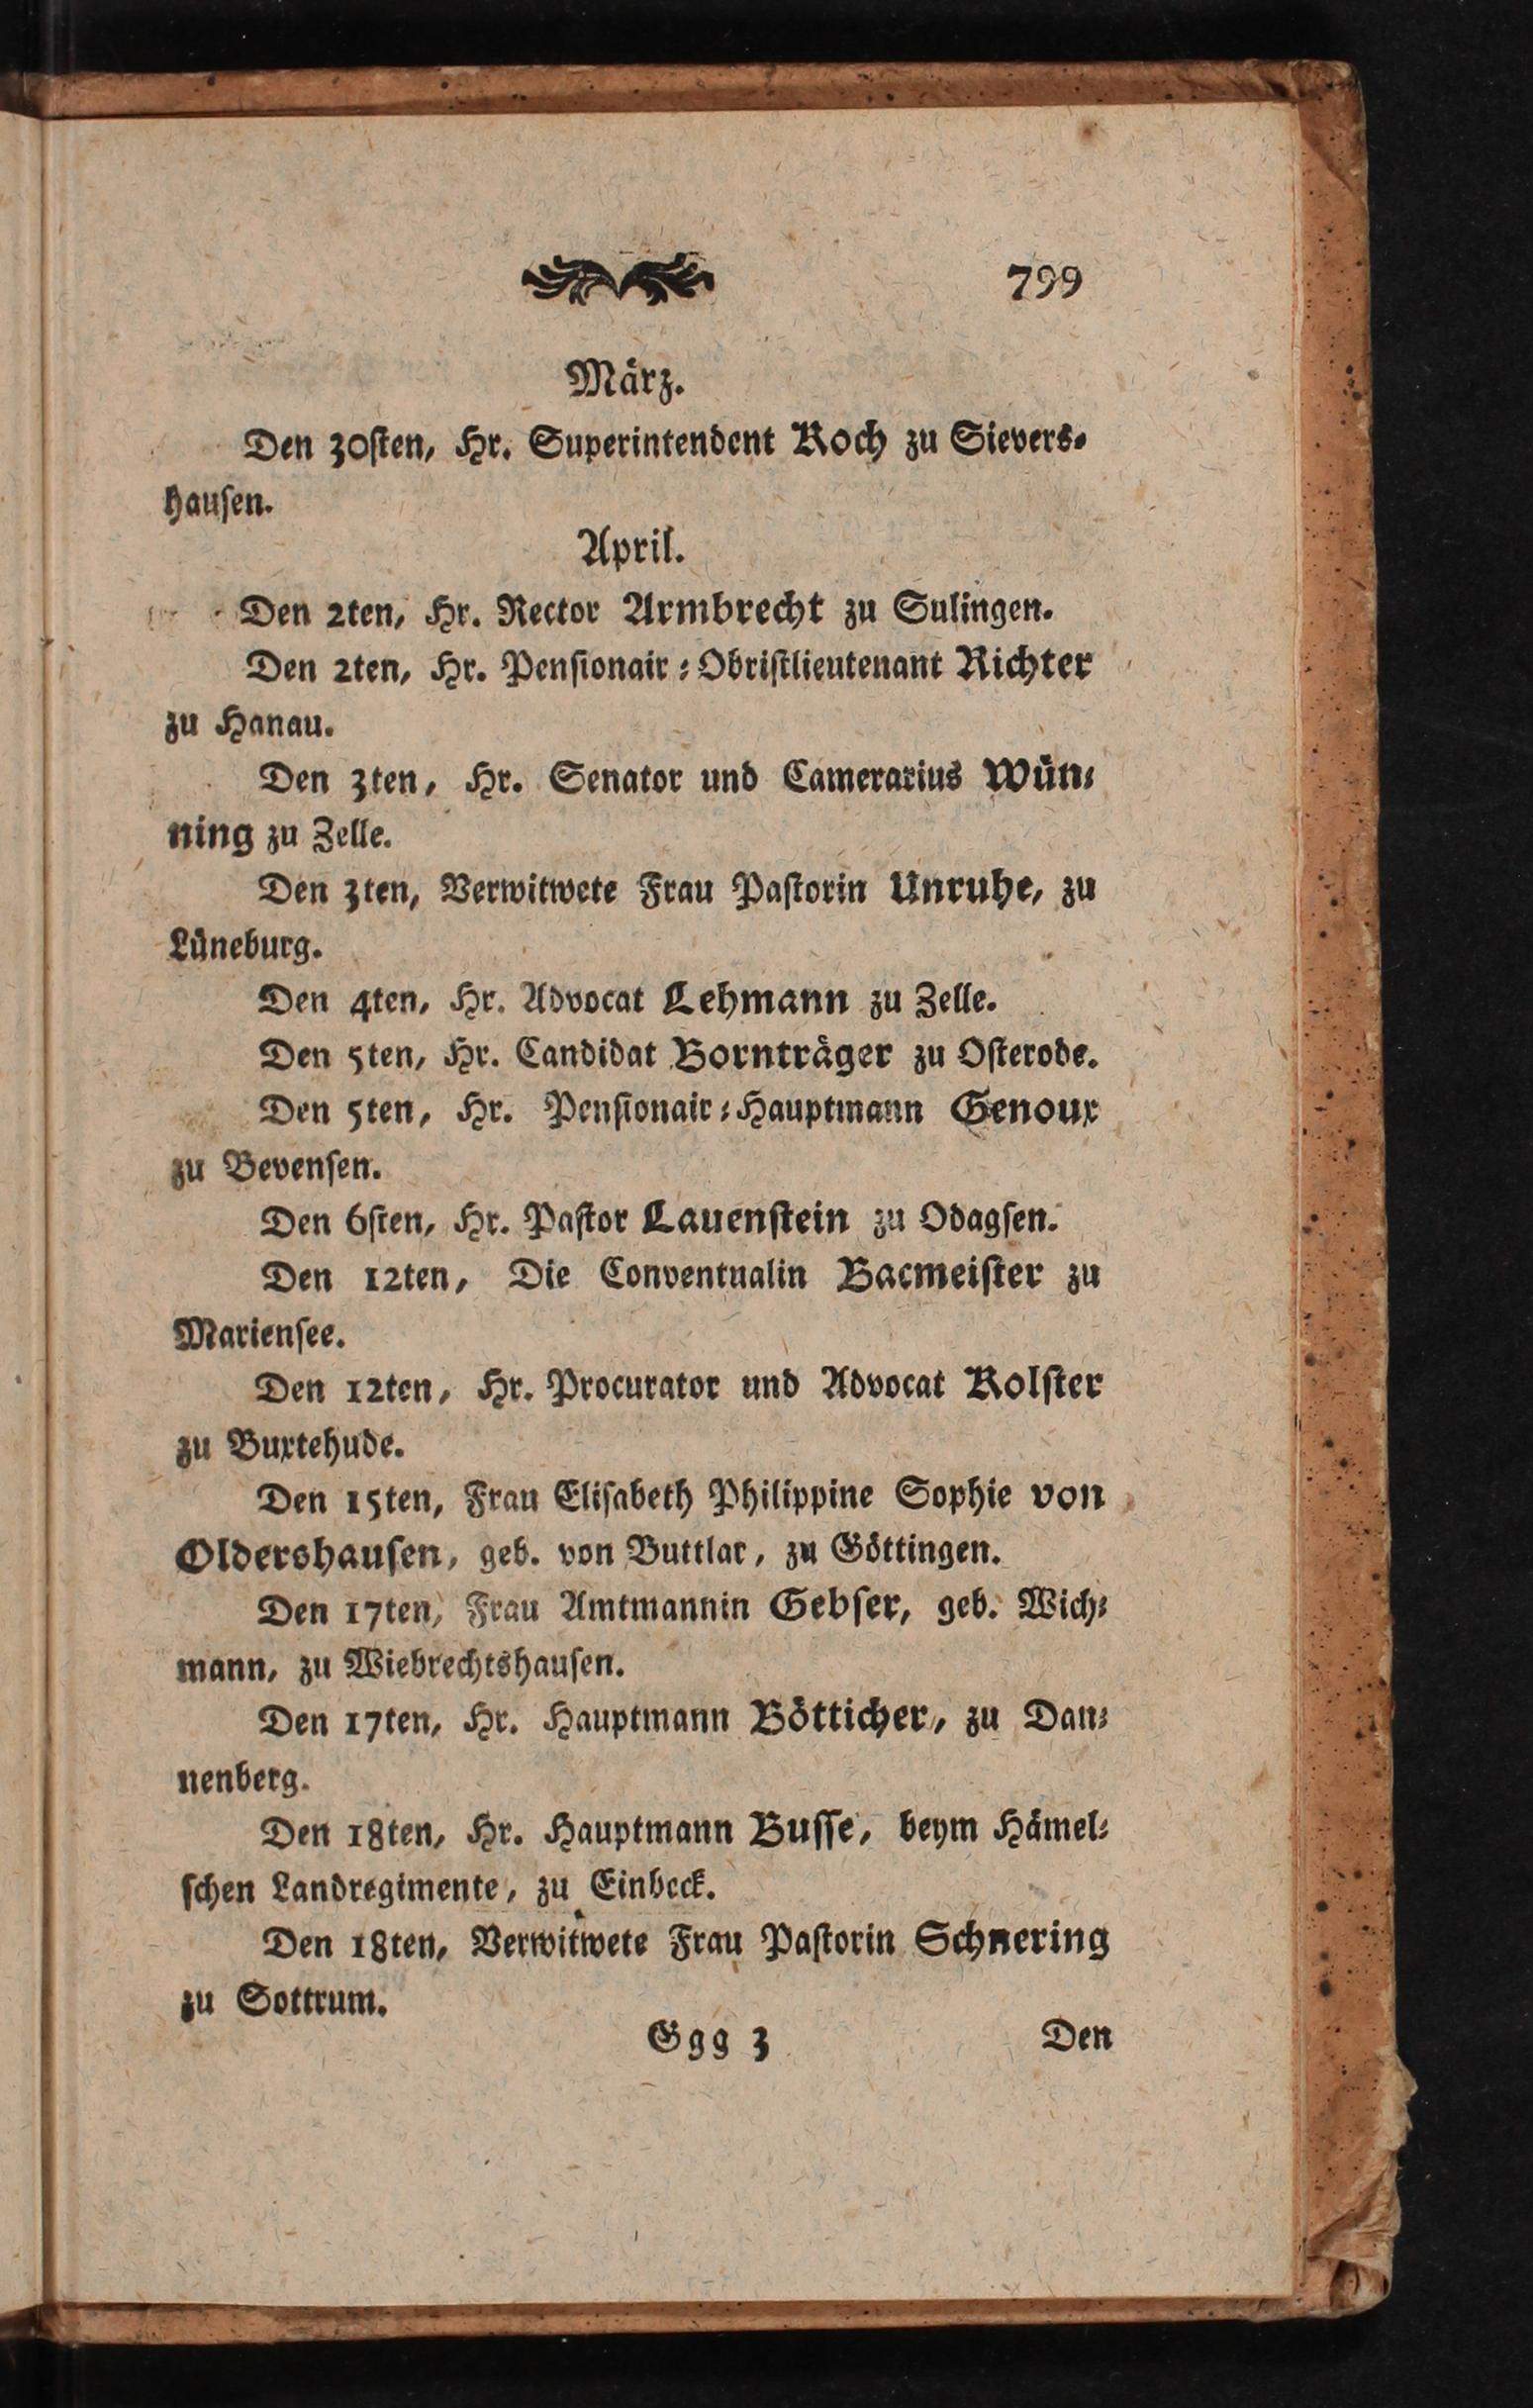 799
März.
Den 30ſten, Hr. Superintendent Koch zu Sievers⸗
hauſen.
April.
Den 2ten, Hr. Rector Armbrecht zu Sulingen.
Den 2ten, Hr. Penſionair⸗Obriſtlieutenant Richter
zu Hanau.
Den 3ten, Hr. Senator und Camerarius Wün⸗
ning zu Zelle.
Den 3ten, Verwitwete Frau Paſtorin Unruhe, zu
Lüneburg.
Den 4ten, Hr. Advocat Lehmann zu Zelle.
Den 5ten, Hr. Candidat Bornträger zu Oſterode.
Den 5ten, Hr. Penſionair⸗Hauptmann Genoux
zu Bevenſen.
Den 6ſten, Hr. Paſtor Lauenſtein zu Odagſen.
Den 12ten, Die Conventualin Bacmeiſter zu
Marienſee.
Den 12ten, Hr. Procurator und Advocat Kolſter
zu Buxtehude.
Den 15ten, Frau Eliſabeth Philippine Sophie von
Oldershauſen, geb. von Buttlar, zu Göttingen.
Den 17ten, Frau Amtmannin Gebſer, geb. Wich⸗
mann, zu Wiebrechtshauſen.
Den 17ten, Hr. Hauptmann Bötticher, zu Dan⸗
nenberg.
Den 18ten, Hr. Hauptmann Buſſe, beym Hämel⸗
ſchen Landregimente, zu Einbeck.
Den 18ten, Verwitwete Frau Paſtorin Schnering
zu Sottrum.
Ggg 3
Den